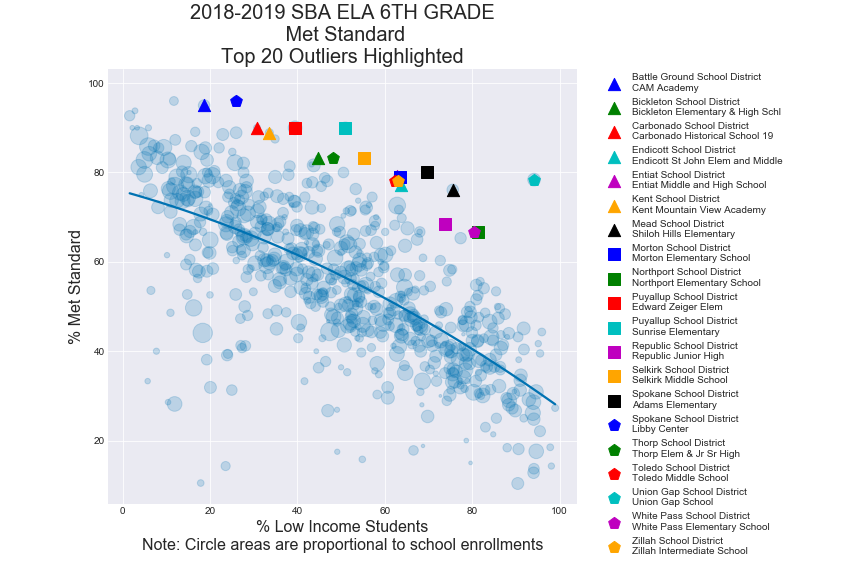 2018-2019 SBA ELA 6TH GRADE
Met Standard
Top 20 Outliers Highlighted
% Met Standard
100
80
60
40
20
0
20
40
60
80
100
% Low Income Students
Note: Circle areas are proportional to school enrollments
Battle Ground School District
CAM Academy
Bickleton School District
Bickleton Elementary & High Schl
Carbonado School District
Carbonado Historical School 19
Endicott School District
Endicott St John Elem and Middle
Entiat School District
Entiat Middle and High School
Kent School District
Kent Mountain View Academy
Mead School District
Shiloh Hills Elementary
Morton School District
Morton Elementary School
Northport School District
Northport Elementary School
Puyallup School District
Edward Zeiger Elem
Puyallup School District
Sunrise Elementary
Republic School District
Republic Junior High
Selkirk School District
Selkirk Middle School
Spokane School District
Adams Elementary
Spokane School District
Libby Center
Thorp School District
Thorp Elem & Jr Sr High
Toledo School District
Toledo Middle School
Union Gap School District
Union Gap School
White Pass School District
White Pass Elementary School
Zillah School District
Zillah Intermediate School